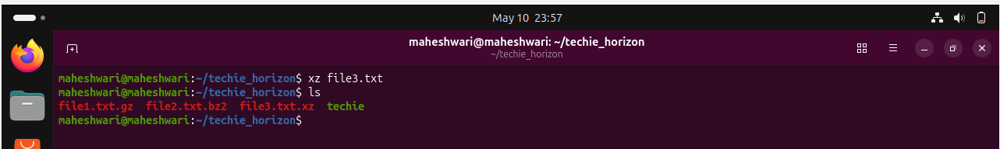 May 10 23:57
maheshwari@maheshwari: ~/techie_horizon
~/techie_horizon
maheshwari@maheshwari:~/techie_horizon$ xz file3.txt
maheshwari@maheshwari:~/techie_horizon$ ls
file1.txt.gz file2.txt.bz2 file3.txt.xz techie
maheshwari@maheshwari:~/techie_horizon$